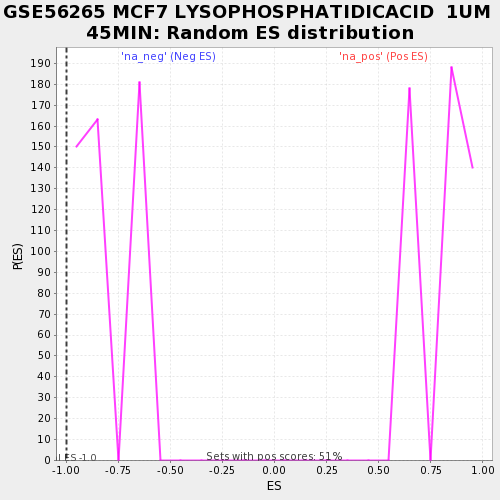 GSE56265 MCF7 LYSOPHOSPHATIDICACID  1UM
45MIN: Random ES distribution
'na_neg' (Neg ES)
'na_pos' (Pos ES)
190
180
170
160
150
140
130
120
110
100
90
80
70
60
50
40
30
20
10
0
P(ES)
ES -1.0
Sets with pos scores: 51%
-1.00 -0.75 -0.50 -0.25 0.00 0.25 0.50 0.75 1.00
ES